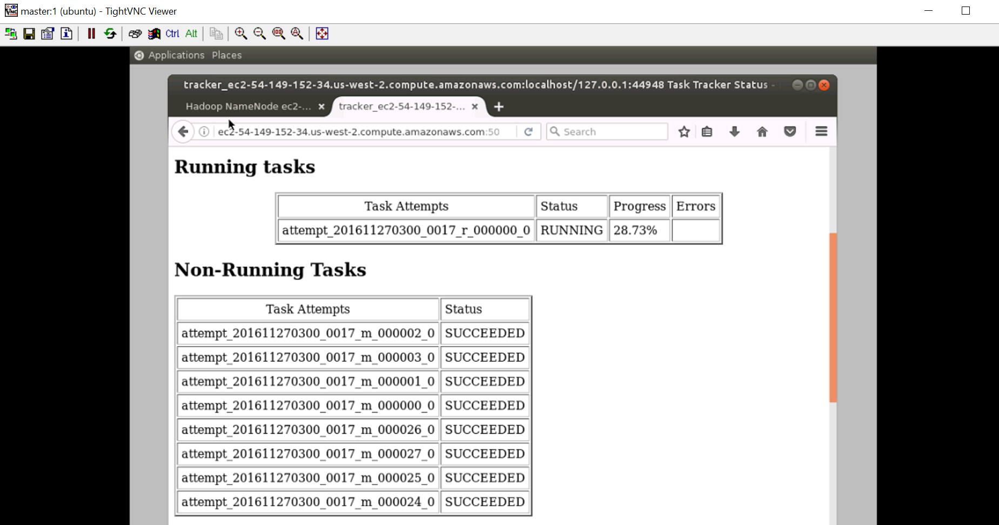 master:1 (ubuntu) - TightVNC Viewer
Ctrl Alt
Applications Places
tracker_ec2-54-149-152-34.us-west-2.compute.amazonaws.com:localhost/127.0.0.1:44948 Task Tracker Status -
Hadoop NameNode ec2-... × tracker_ec2-54-149-152-... × +
ec2-54-149-152-34.us-west-2.compute.amazonaws.com:50 Search
Running tasks
Task Attempts Status Progress Errors
attempt_201611270300_0017_r_000000_0 RUNNING 28.73%
Non-Running Tasks
Task Attempts Status
attempt_201611270300_0017_m_000002_0 SUCCEEDED
attempt_201611270300_0017_m_000003_0 SUCCEEDED
attempt_201611270300_0017_m_000001_0 SUCCEEDED
attempt_201611270300_0017_m_000000_0 SUCCEEDED
attempt_201611270300_0017_m_000026_0 SUCCEEDED
attempt_201611270300_0017_m_000027_0 SUCCEEDED
attempt_201611270300_0017_m_000025_0 SUCCEEDED
attempt_201611270300_0017_m_000024_0 SUCCEEDED